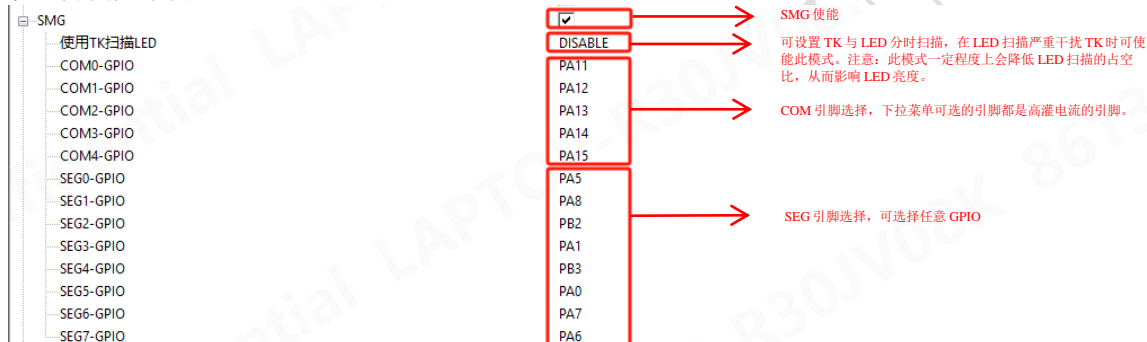 SMG
SMG 使能
使用TK扫描LED DISABLE
可设置 TK 与 LED 分时扫描，在 LED 扫描严重干扰 TK 时可使
能此模式。注意：此模式一定程度上会降低 LED 扫描的占空
比，从而影响 LED 亮度。
COM0-GPIO PA11
COM1-GPIO PA12
COM2-GPIO PA13
COM 引脚选择，下拉菜单可选的引脚都是高灌电流的引脚。
COM3-GPIO PA14
COM4-GPIO PA15
SEG0-GPIO PA5
SEG1-GPIO PA8
SEG2-GPIO PB2
SEG 引脚选择，可选择任意 GPIO
SEG3-GPIO PA1
SEG4-GPIO PB3
SEG5-GPIO PA0
SEG6-GPIO PA7
SEG7-GPIO PA6